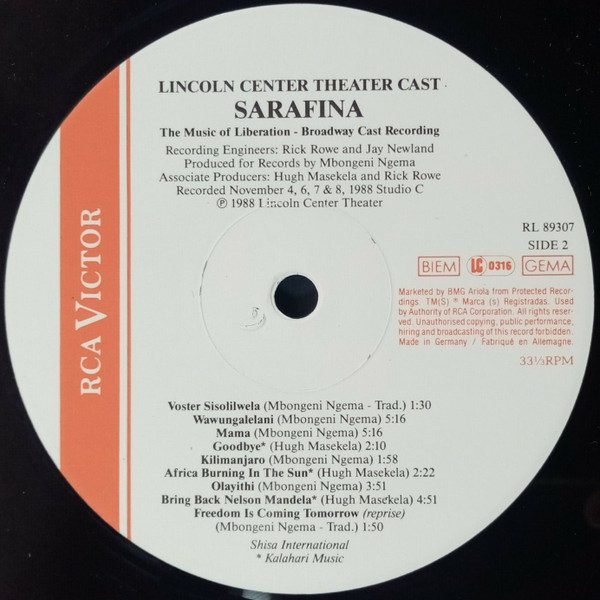 LINCOLN CENTER THEATER CAST
SARAFINA
The Music of Liberation - Broadway Cast Recording
Recording Engineers: Rick Rowe and Jay Newland
Produced for Records by Mbongeni Ngema
Associate Producers: Hugh Masekela and Rick Rowe
Recorded November 4, 6, 7 & 8, 1988 Studio C
℗ 1988 Lincoln Center Theater
RCA VICTOR
RL 89307
SIDE 2
BIEM LC 0316 GEMA
Marketed by BMG Ariola from Protected Recor-
dings. TM(S) ® Marca (s) Registradas. Used
by Authority of RCA Corporation. All rights reser-
ved. Unauthorised copying, public performance,
hiring and broadcasting of this record forbidden.
Made in Germany / Fabriqué en Allemagne.
33⅓RPM
Voster Sisolilwela (Mbongeni Ngema - Trad.) 1:30
Wawungalelani (Mbongeni Ngema) 5:16
Mama (Mbongeni Ngema) 5:16
Goodbye* (Hugh Masekela) 2:10
Kilimanjaro (Mbongeni Ngema) 1:58
Africa Burning In The Sun* (Hugh Masekela) 2:22
Olayithi (Mbongeni Ngema) 3:51
Bring Back Nelson Mandela* (Hugh Masekela) 4:51
Freedom Is Coming Tomorrow (reprise)
(Mbongeni Ngema - Trad.) 1:50
Shisa International
* Kalahari Music